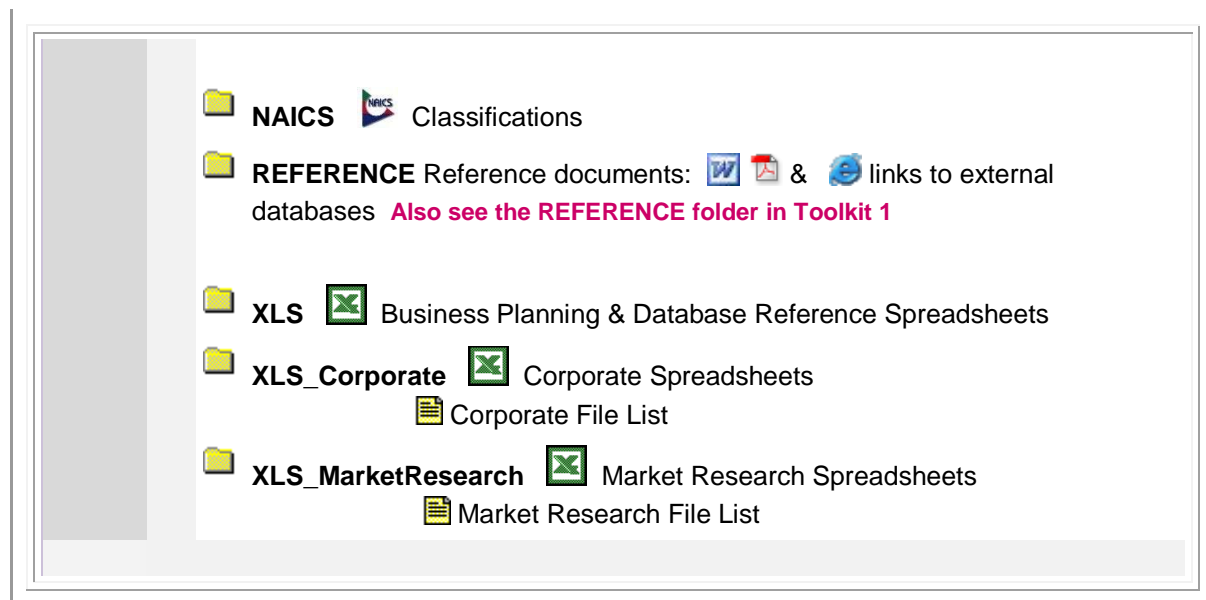 NAICS NAICS Classifications
REFERENCE Reference documents: W & links to external
databases Also see the REFERENCE folder in Toolkit 1
XLS Business Planning & Database Reference Spreadsheets
XLS_Corporate Corporate Spreadsheets
Corporate File List
XLS_MarketResearch Market Research Spreadsheets
Market Research File List